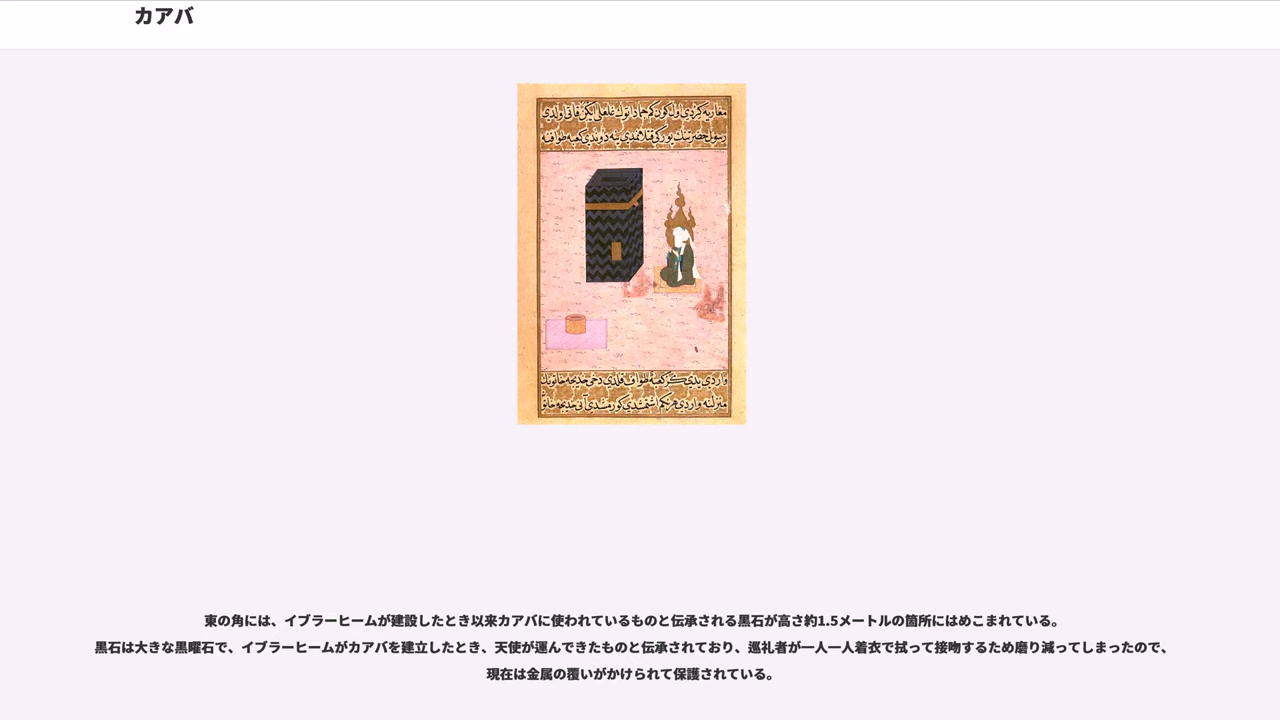 カアバ
رسول حضرتنك
كعبه طواف قلدي دخى خديجه خاتونك
東の角には、イブラーヒームが建設したとき以来カアバに使われているものと伝承される黒石が高さ約1.5メートルの箇所にはめこまれている。
黒石は大きな黒曜石で、イブラーヒームがカアバを建立したとき、天使が運んできたものと伝承されており、巡礼者が一人一人着衣で拭って接吻するため磨り減ってしまったので、
現在は金属の覆いがかけられて保護されている。